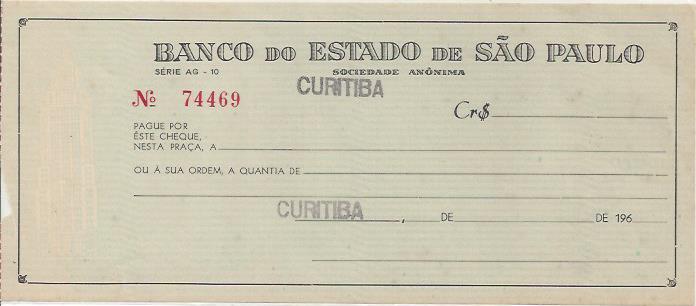 BANCO DO ESTADO DE SÃO PAULO
SÉRIE AG - 10
SOCIEDADE ANÔNIMA
CURITIBA
Nº 74469
Cr$
PAGUE POR
ÊSTE CHEQUE,
NESTA PRAÇA, A
OU À SUA ORDEM, A QUANTIA DE
CURITIBA , DE DE 196